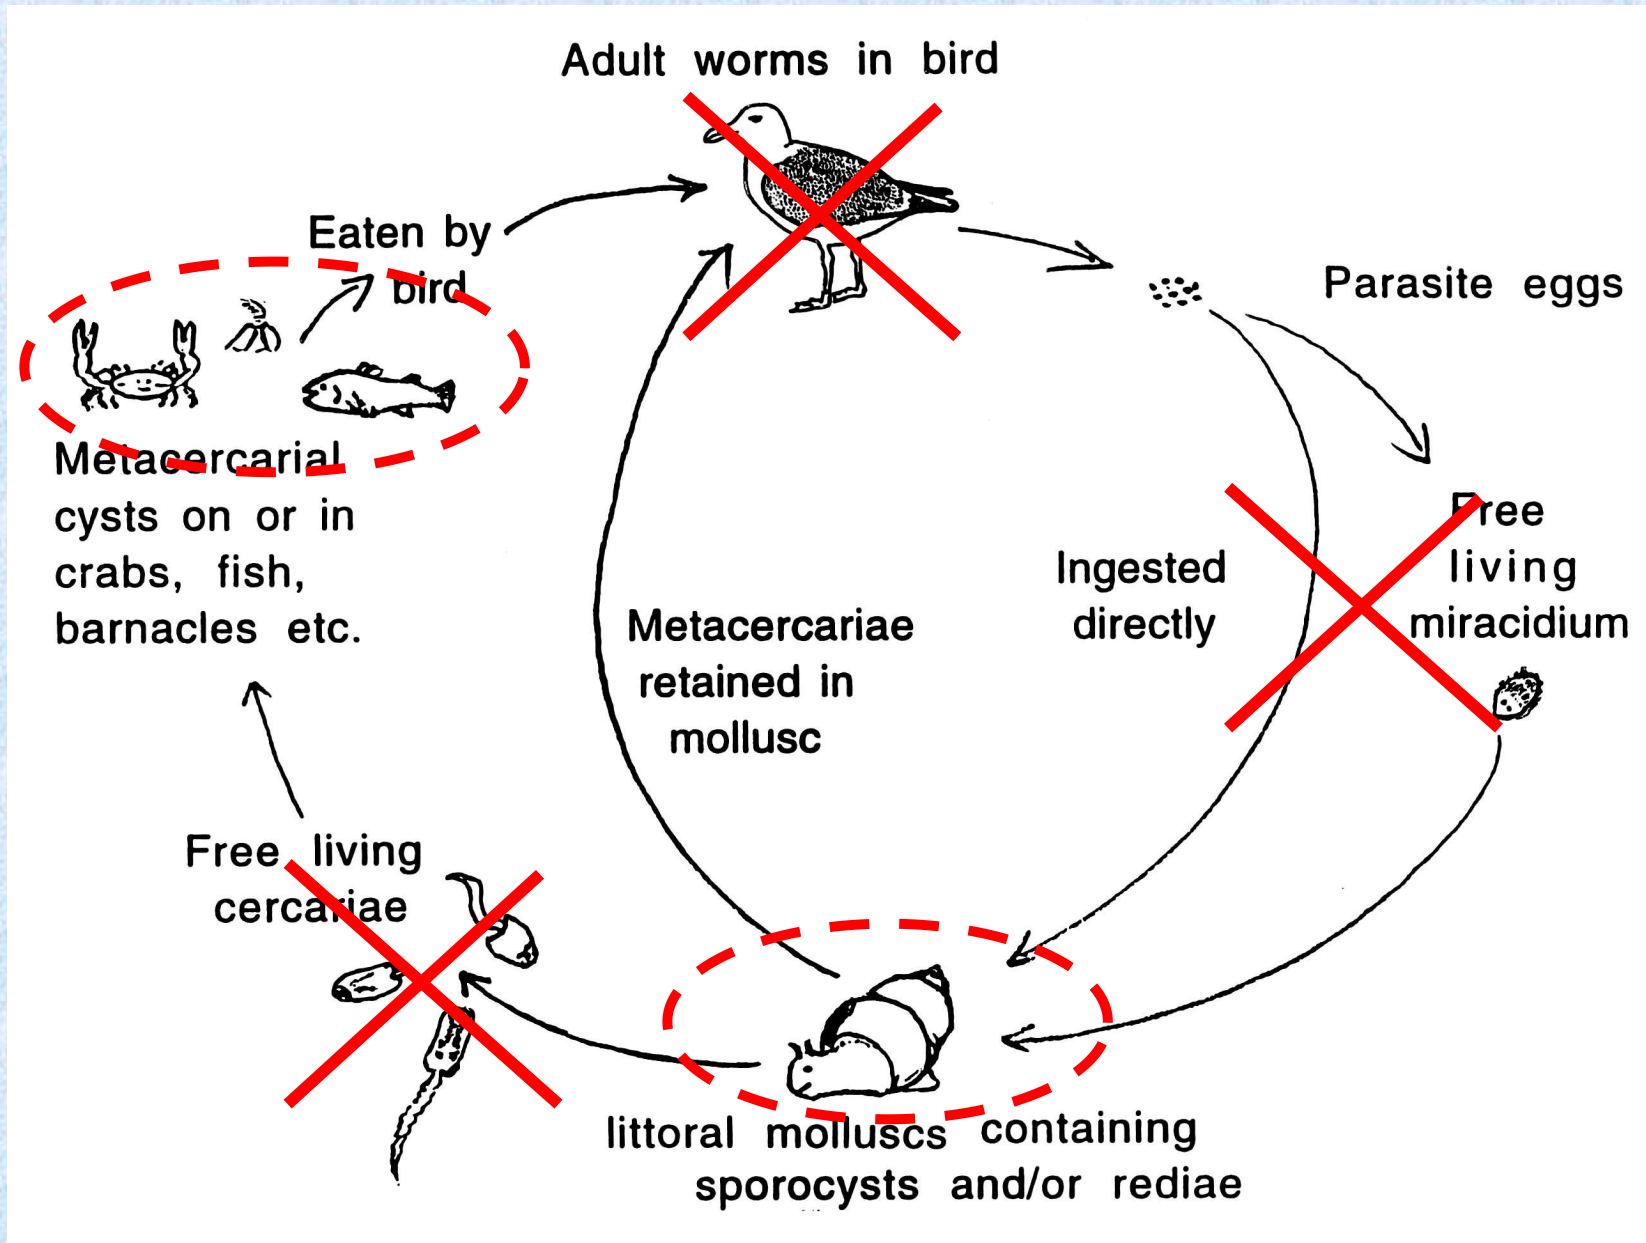 Adult worms in bird
Eaten by
bird
Parasite eggs
Metacercarial
cysts on or in
crabs, fish,
barnacles etc.
Free
living
miracidium
Ingested
directly
Metacercariae
retained in
mollusc
Free living
cercariae
littoral molluscs containing
sporocysts and/or rediae